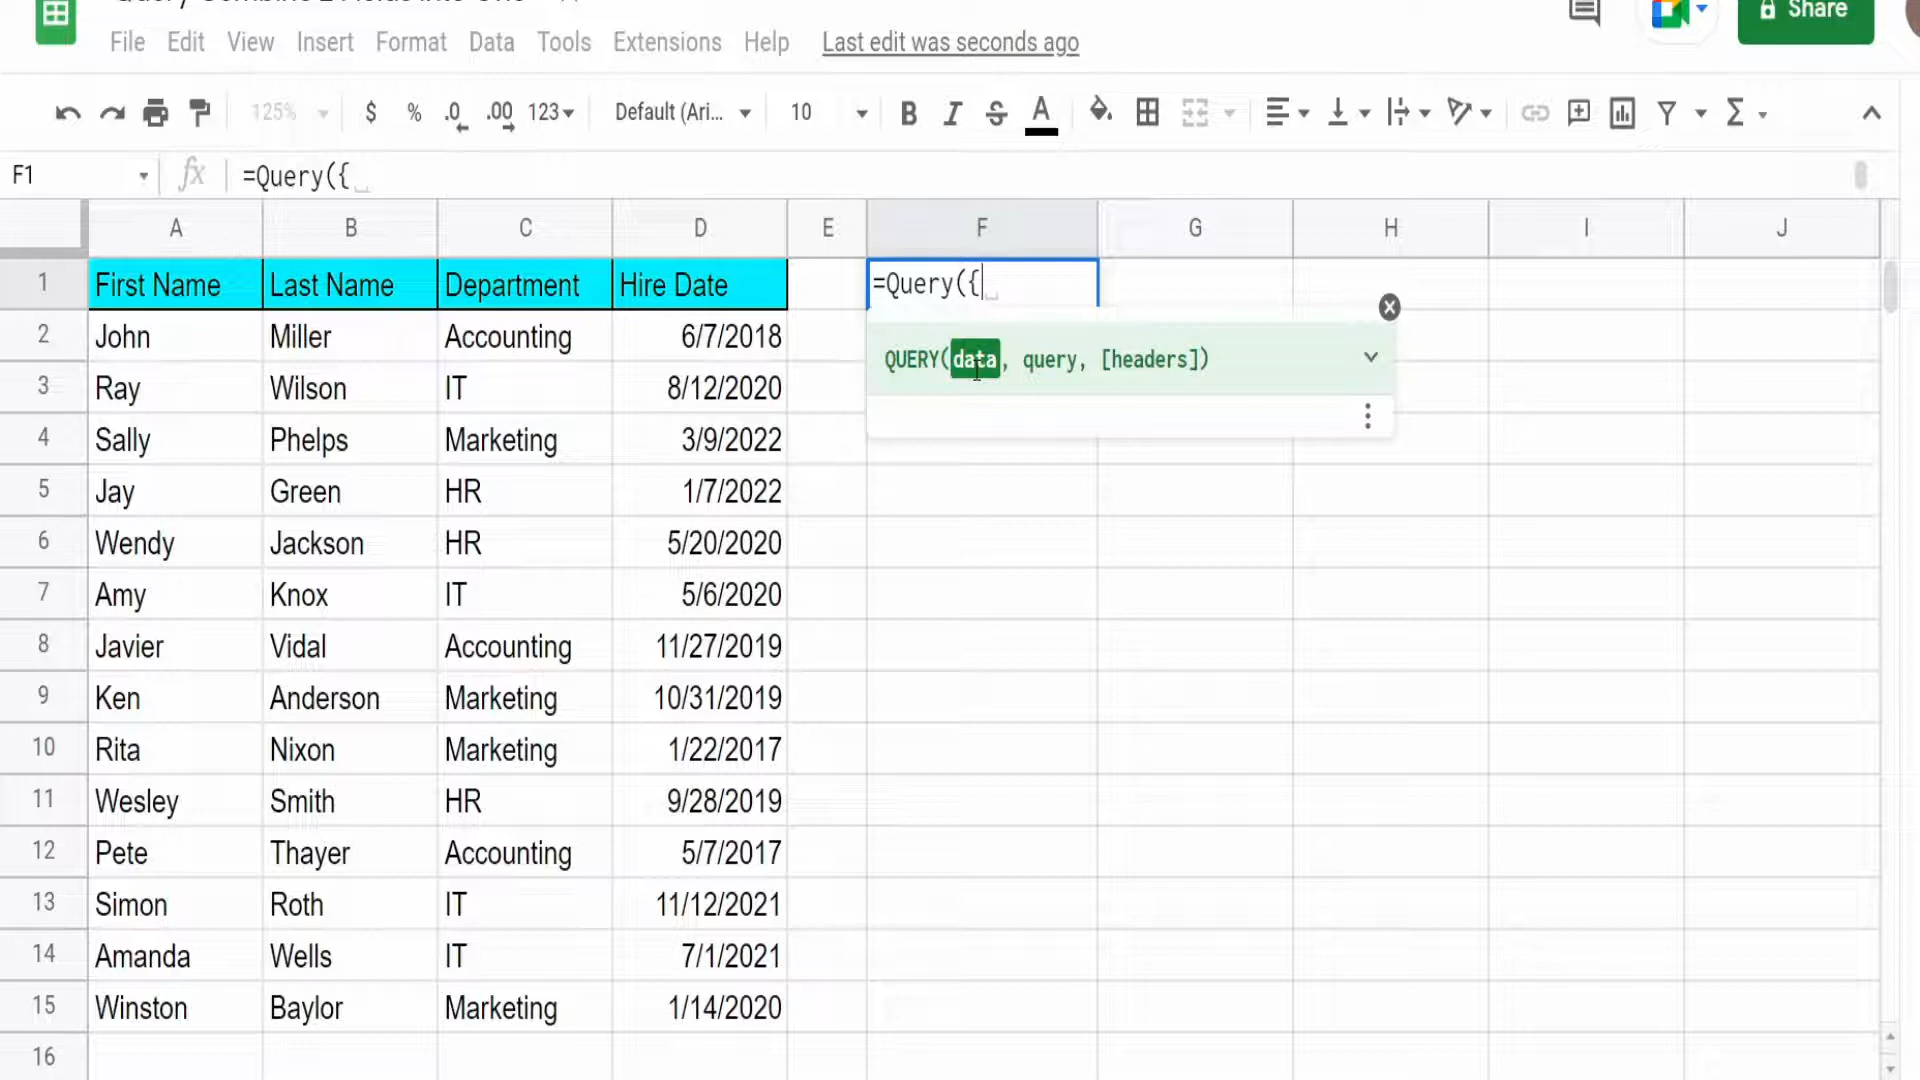 Query Combine 2 Fields Into One
Share
File Edit View Insert Format Data Tools Extensions Help Last edit was seconds ago
125% $ % .0 .00 123 Default (Ari... 10 B I S A Σ
F1 fx =Query({
A B C D E F G H I J
1 First Name Last Name Department Hire Date =Query({
2 John Miller Accounting 6/7/2018
QUERY(data, query, [headers])
3 Ray Wilson IT 8/12/2020
4 Sally Phelps Marketing 3/9/2022
5 Jay Green HR 1/7/2022
6 Wendy Jackson HR 5/20/2020
7 Amy Knox IT 5/6/2020
8 Javier Vidal Accounting 11/27/2019
9 Ken Anderson Marketing 10/31/2019
10 Rita Nixon Marketing 1/22/2017
11 Wesley Smith HR 9/28/2019
12 Pete Thayer Accounting 5/7/2017
13 Simon Roth IT 11/12/2021
14 Amanda Wells IT 7/1/2021
15 Winston Baylor Marketing 1/14/2020
16